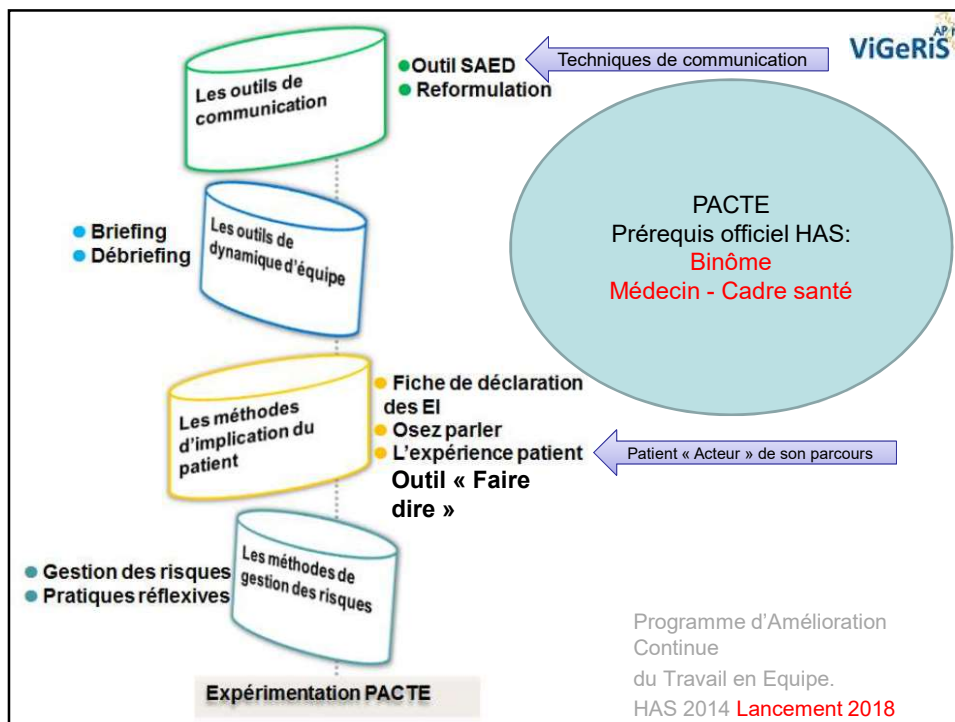 AP
ViGeRiS
Techniques de communication
Les outils de
communication
●Outil SAED
● Reformulation
PACTE
Prérequis officiel HAS:
Binôme
Médecin - Cadre santé
● Briefing
● Débriefing
Les outils de
dynamique d'équipe
Les méthodes
d'implication du
patient
● Fiche de déclaration
des EI
● Osez parler
● L'expérience patient
Outil « Faire
dire »
Patient « Acteur » de son parcours
● Gestion des risques
● Pratiques réflexives
Les méthodes de
gestion des risques
Expérimentation PACTE
Programme d'Amélioration
Continue
du Travail en Equipe.
HAS 2014 Lancement 2018